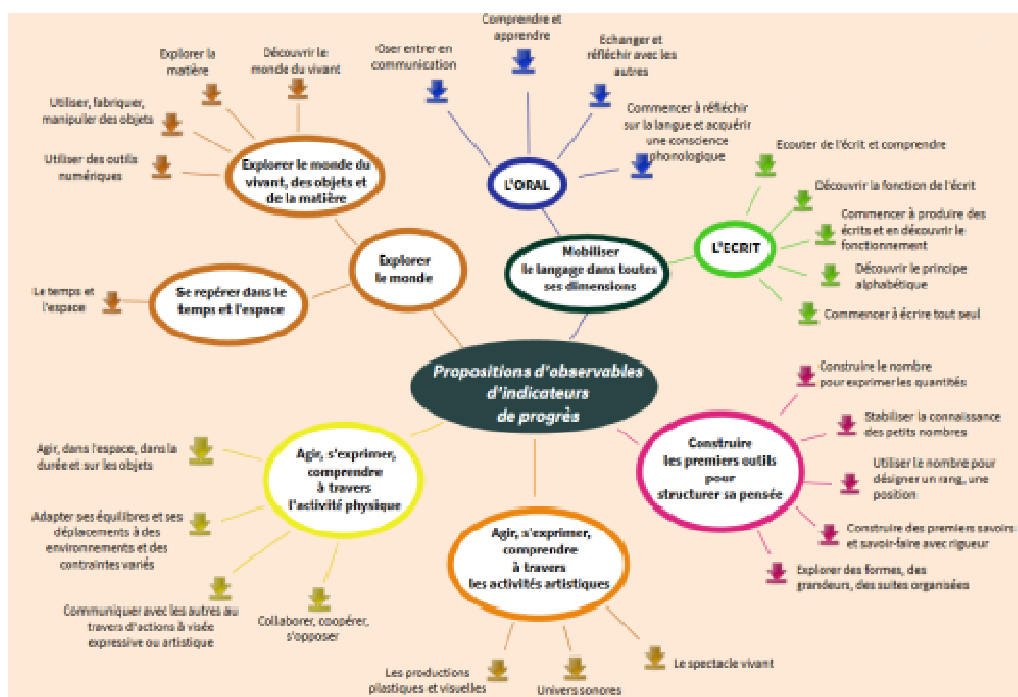 Propositions d'observables
d'indicateurs
de progrès
Explorer
le monde
Explorer le monde du
vivant, des objets et
de la matière
Explorer la
matière
Découvrir le
monde du vivant
Utiliser, fabriquer,
manipuler des objets
Utiliser des outils
numériques
Se repérer dans le
temps et l'espace
Le temps et
l'espace
Mobiliser
le langage dans toutes
ses dimensions
L'ORAL
Oser entrer en
communication
Comprendre et
apprendre
Echanger et
réfléchir avec les
autres
Commencer à réfléchir
sur la langue et acquérir
une conscience
phonologique
L'ECRIT
Ecouter de l'écrit et comprendre
Découvrir la fonction de l'écrit
Commencer à produire des
écrits et en découvrir le
fonctionnement
Découvrir le principe
alphabétique
Commencer à écrire tout seul
Construire
les premiers outils
pour
structurer sa pensée
Construire le nombre
pour exprimer les quantités
Stabiliser la connaissance
des petits nombres
Utiliser le nombre pour
désigner un rang, une
position
Construire des premiers savoirs
et savoir-faire avec rigueur
Explorer des formes, des
grandeurs, des suites organisées
Agir, s'exprimer,
comprendre
à travers
les activités artistiques
Les productions
plastiques et visuelles
Univers sonores
Le spectacle vivant
Agir, s'exprimer,
comprendre
à travers
l'activité physique
Agir, dans l'espace, dans la
durée et sur les objets
Adapter ses équilibres et ses
déplacements à des
environnements et des
contraintes variés
Communiquer avec les autres au
travers d'actions à visée
expressive ou artistique
Collaborer, coopérer,
s'opposer